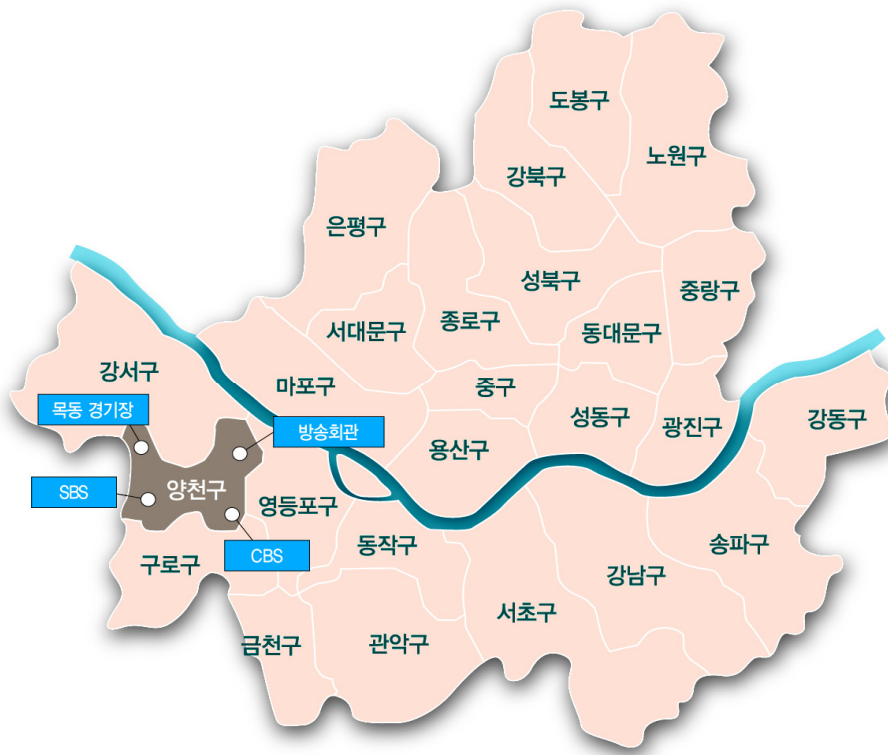 도봉구
노원구
강북구
은평구
성북구
중랑구
서대문구
종로구
동대문구
강서구
마포구
중구
목동 경기장
방송회관
성동구
광진구
강동구
용산구
SBS
양천구
영등포구
CBS
동작구
송파구
구로구
강남구
서초구
금천구
관악구